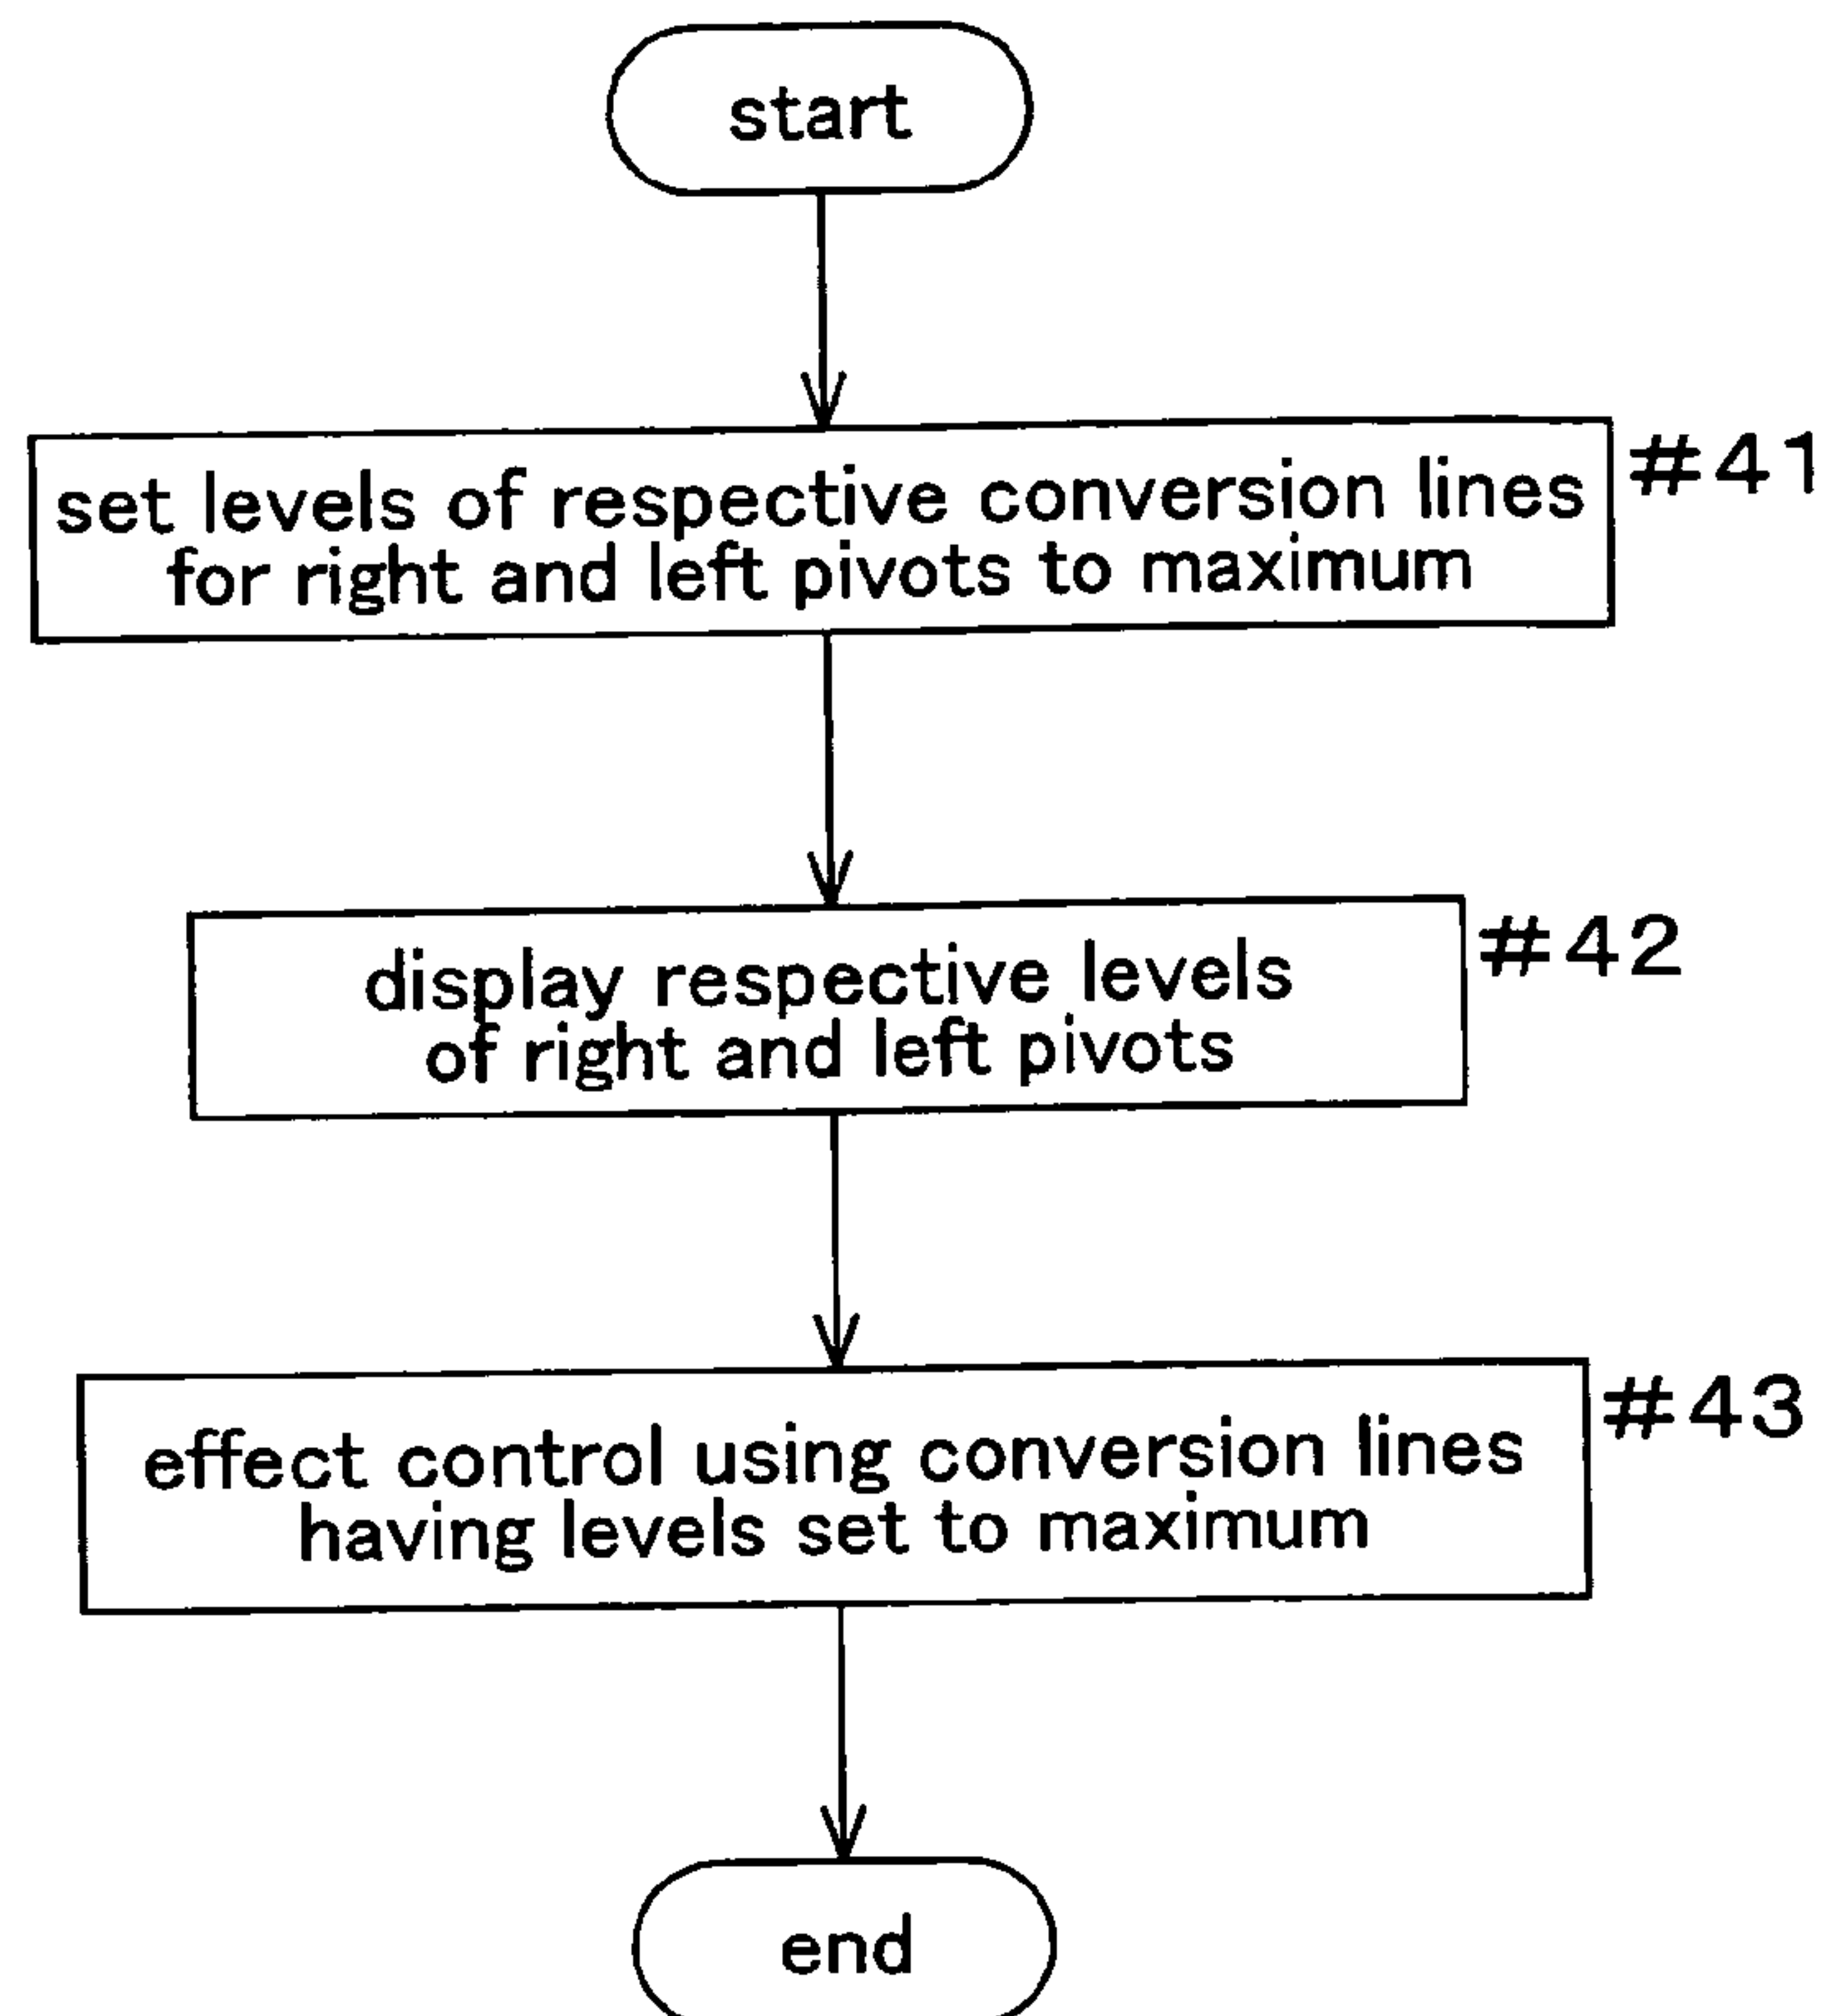 start
#41
set levels of respective conversion lines
for right and left pivots to maximum
#42
display respective levels
of right and left pivots
#43
effect control using conversion lines
having levels set to maximum
end